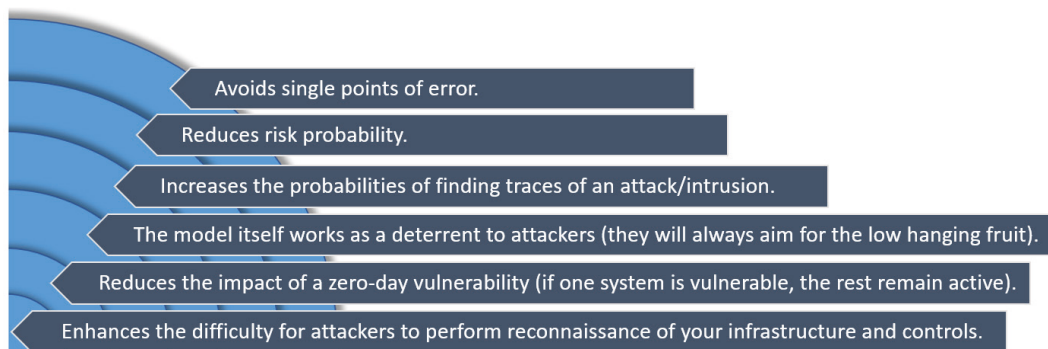 Avoids single points of error.
Reduces risk probability.
Increases the probabilities of finding traces of an attack/intrusion.
The model itself works as a deterrent to attackers (they will always aim for the low hanging fruit).
Reduces the impact of a zero-day vulnerability (if one system is vulnerable, the rest remain active).
Enhances the difficulty for attackers to perform reconnaissance of your infrastructure and controls.